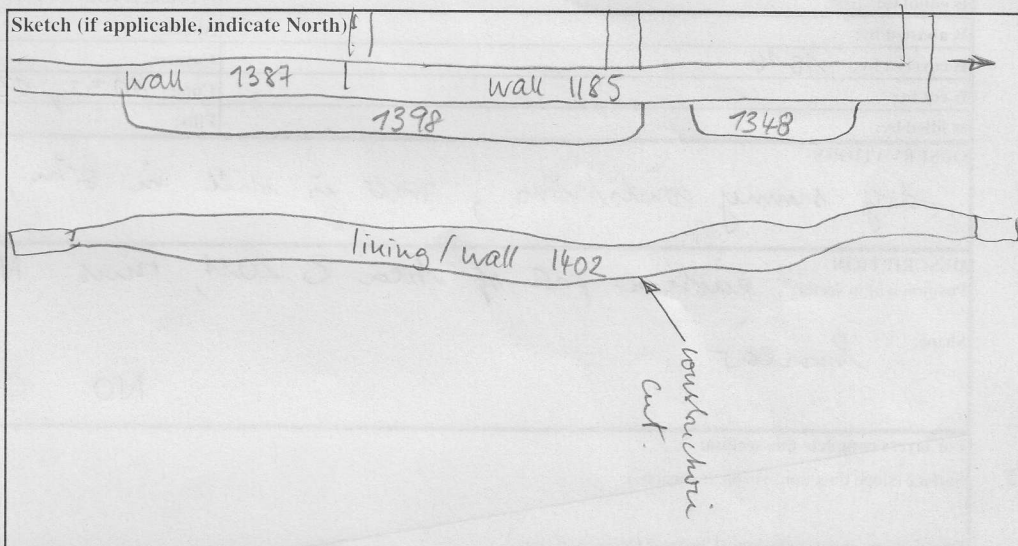 Sketch (if applicable, indicate North)
wall 1387
wall 1185
1398
1348
lining / wall 1402
construction
cut.